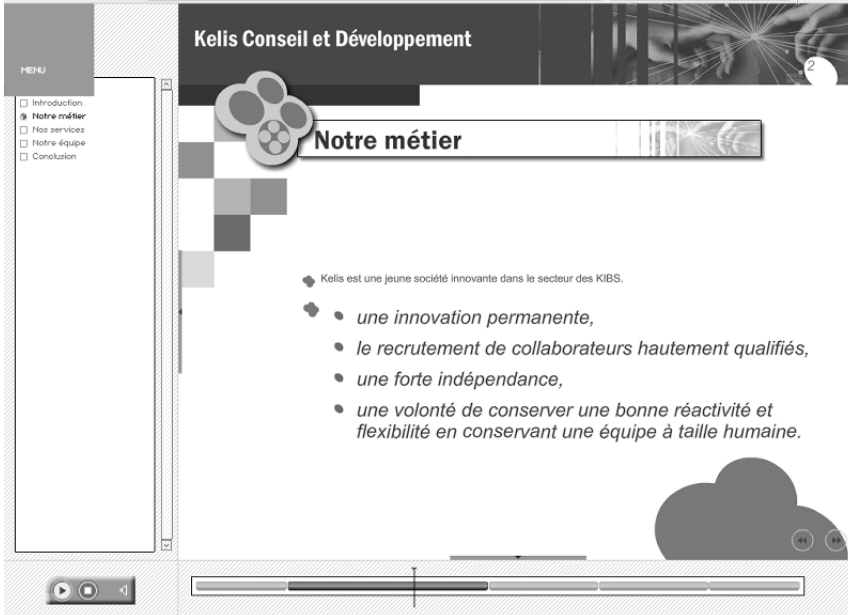 Kelis Conseil et Développement
2
MENU
Introduction
Notre métier
Nos services
Notre équipe
Conclusion
Notre métier
Kelis est une jeune société innovante dans le secteur des KIBS.
une innovation permanente,
le recrutement de collaborateurs hautement qualifiés,
une forte indépendance,
une volonté de conserver une bonne réactivité et
flexibilité en conservant une équipe à taille humaine.